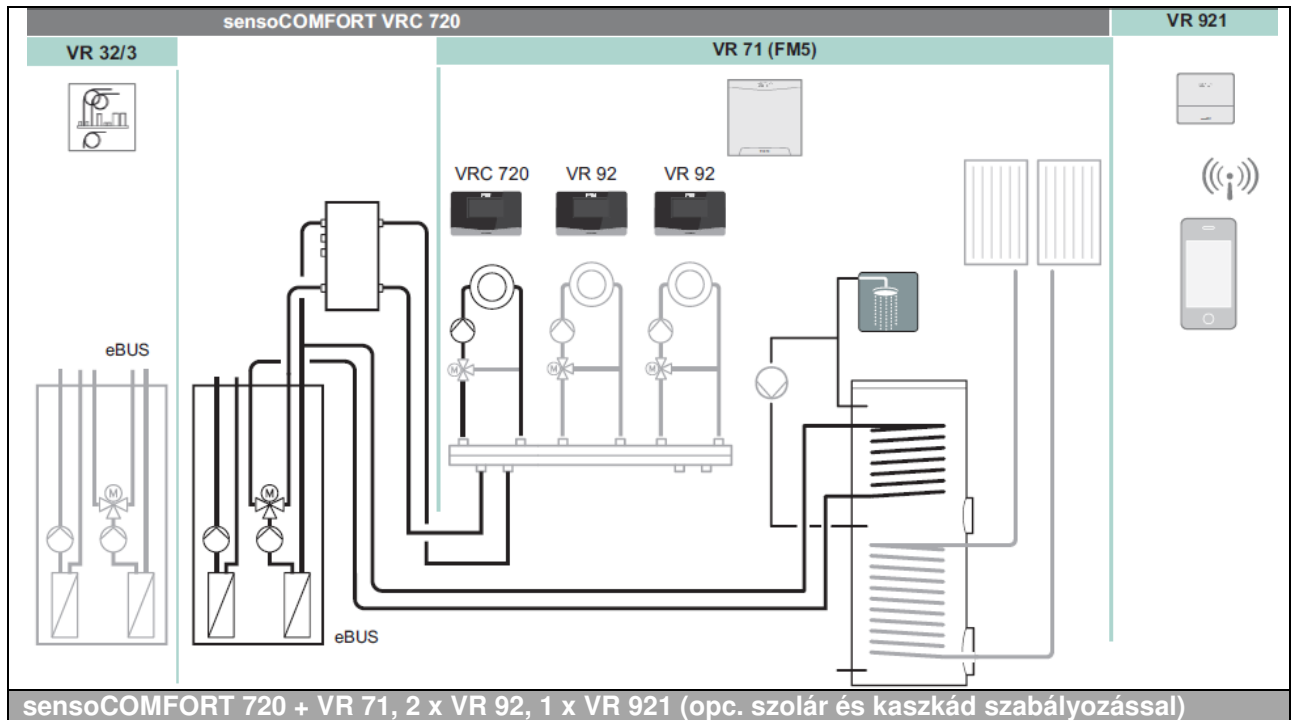 sensoCOMFORT VRC 720
VR 921
VR 32/3
VR 71 (FM5)
VRC 720
VR 92
VR 92
eBUS
M
M
M
M
M
eBUS
sensoCOMFORT 720 + VR 71, 2 x VR 92, 1 x VR 921 (opc. szolár és kaszkád szabályozással)